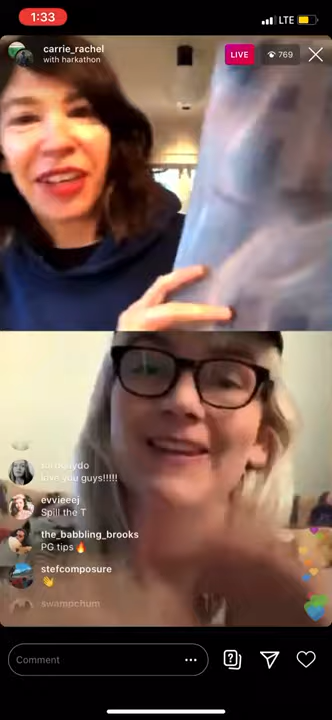 1:33
LTE
carrie_rachel
with harkathon
LIVE
769
love you guys!!!!!
evvieeej
Spill the T
the_babbling_brooks
PG tips🔥
stefcomposure
👋
swampchum
Comment